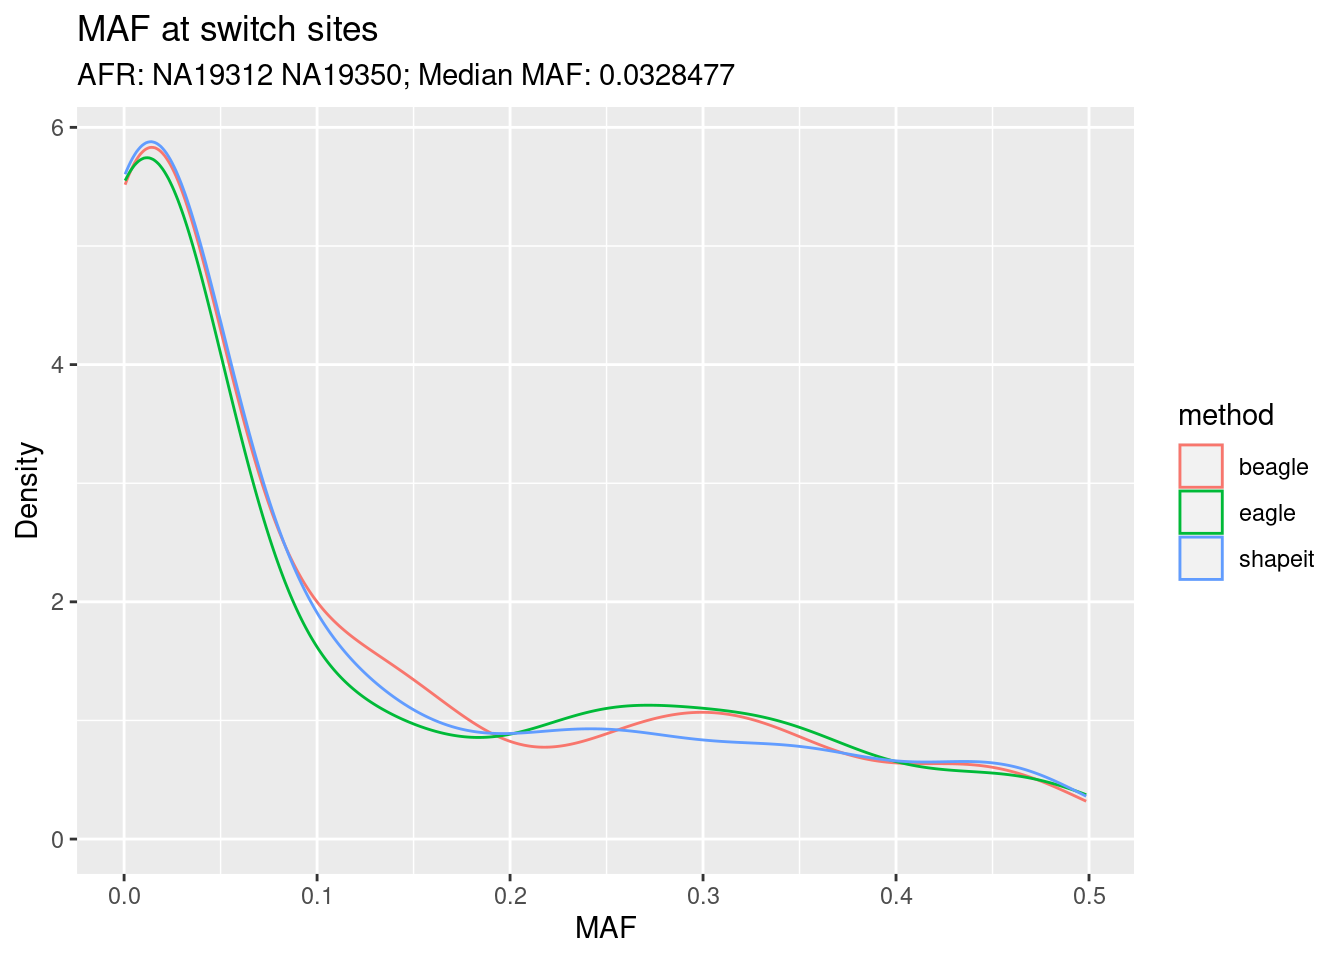 MAF at switch sites
AFR: NA19312 NA19350; Median MAF: 0.0328477
6
4
2
0
Density
0.0 0.1 0.2 0.3 0.4 0.5
MAF
method
beagle
eagle
shapeit